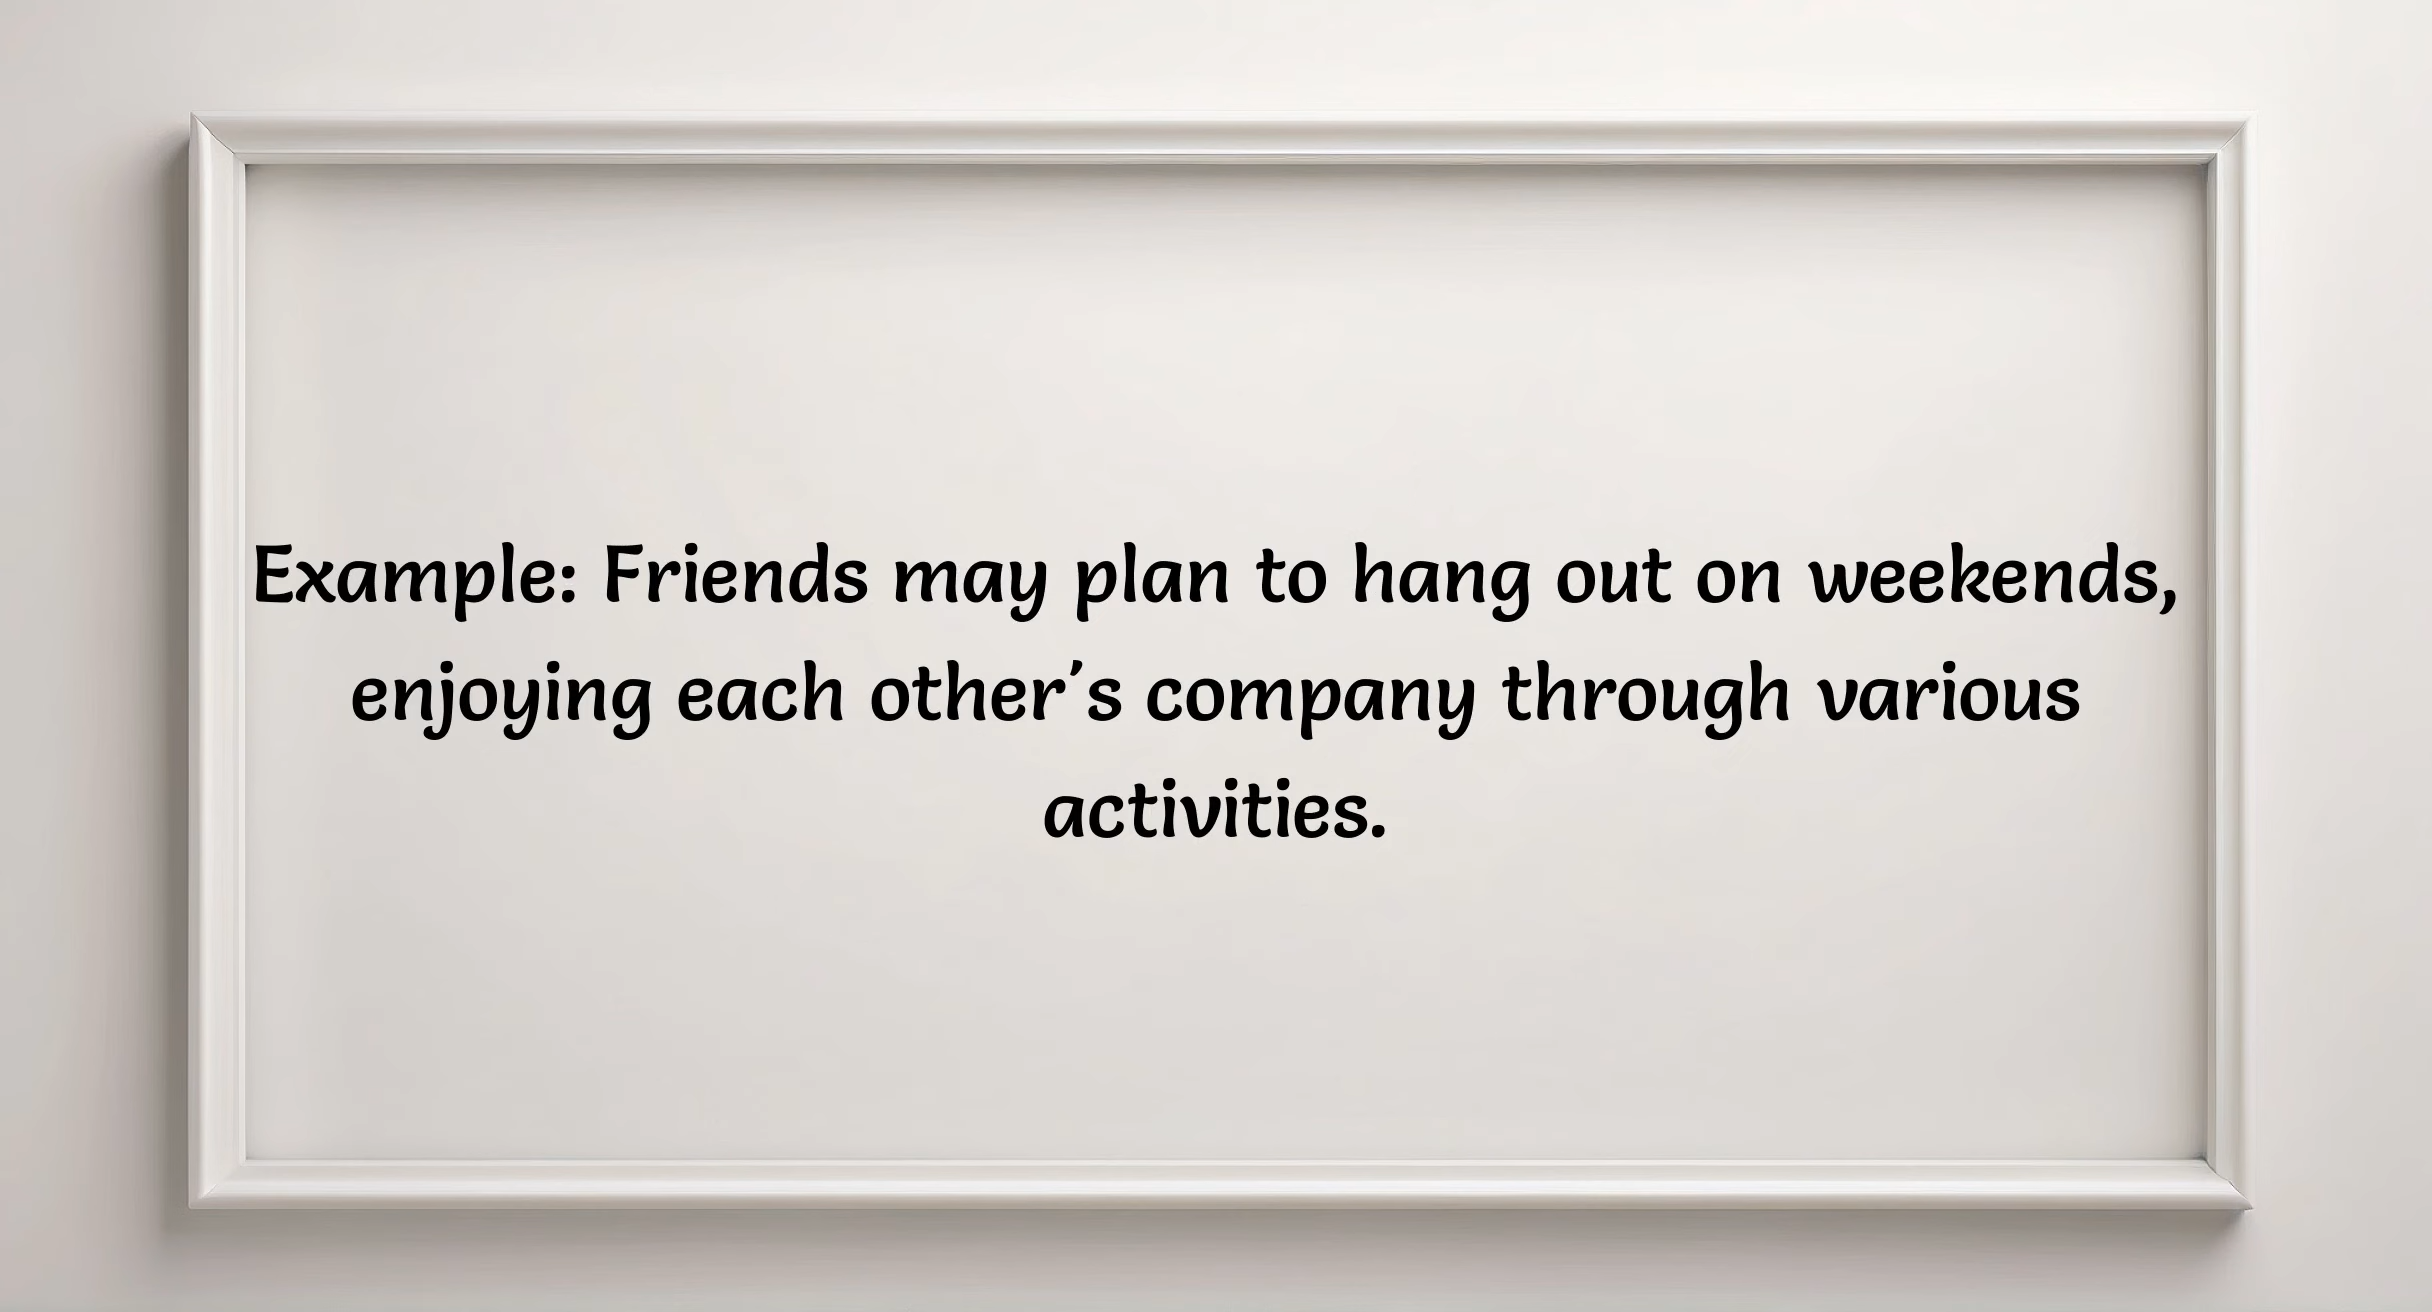 Example: Friends may plan to hang out on weekends,
enjoying each other's company through various
activities.